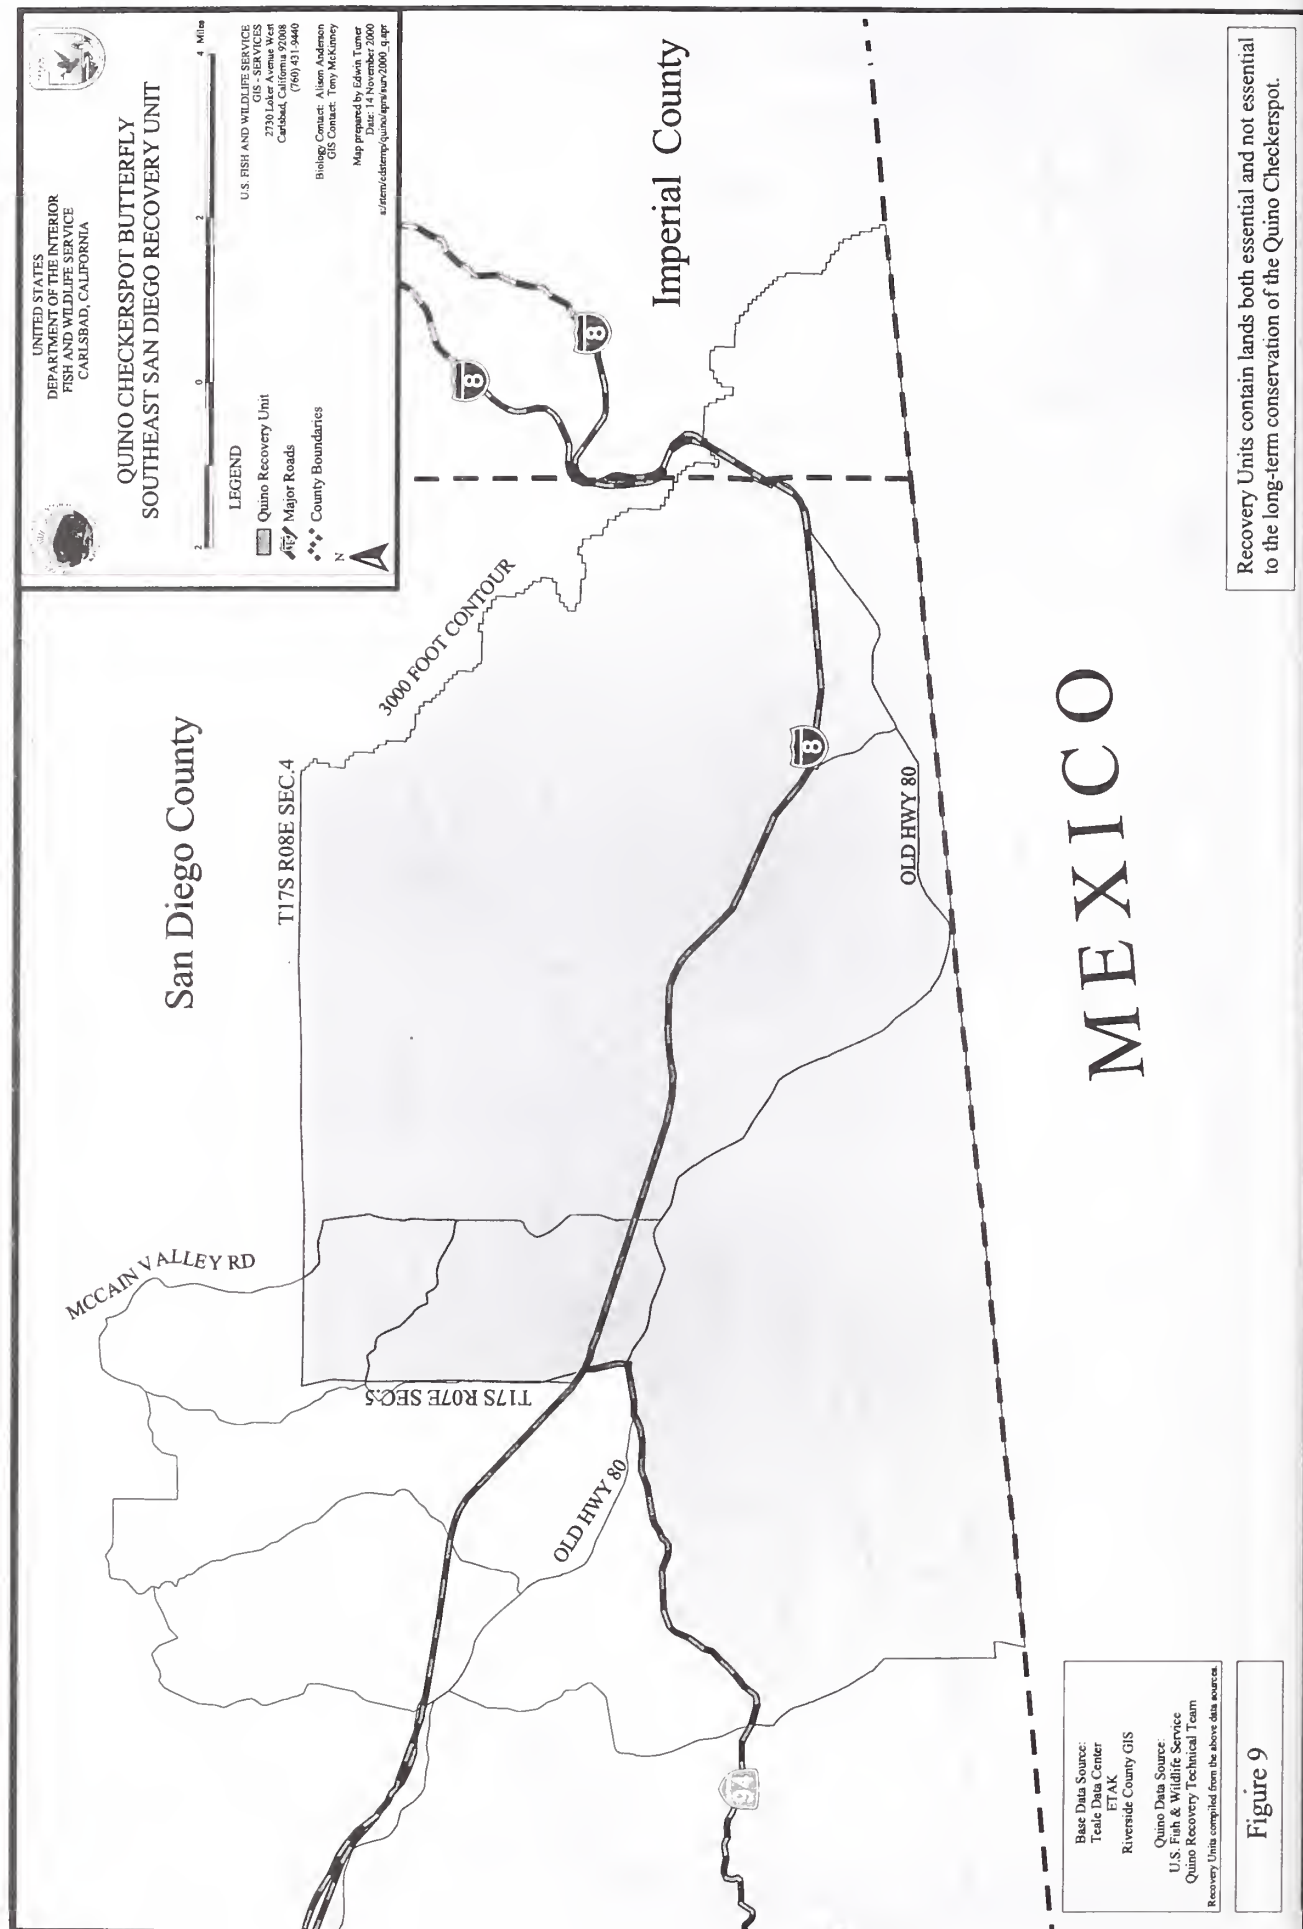 UNITED STATES
DEPARTMENT OF THE INTERIOR
FISH AND WILDLIFE SERVICE
CARLSBAD, CALIFORNIA
QUINO CHECKERSPOT BUTTERFLY
SOUTHEAST SAN DIEGO RECOVERY UNIT
2 0 2 4 Miles
LEGEND
Quino Recovery Unit
Major Roads
County Boundaries
N
U.S. FISH AND WILDLIFE SERVICE
GIS - SERVICES
2730 Loker Avenue West
Carlsbad, California 92008
(760) 431-9440
Biology Contact: Alison Anderson
GIS Contact: Tony McKinney
Map prepared by Edwin Turner
Date: 14 November 2000
San Diego County
Imperial County
MCCAIN VALLEY RD
T17S R08E SEC.4
3000 FOOT CONTOUR
8
8
T17S R07E SEC.5
OLD HWY 80
8
OLD HWY 80
94
MEXICO
Base Data Source:
Teale Data Center
ETAK
Riverside County GIS
Quino Data Source:
U.S. Fish & Wildlife Service
Quino Recovery Technical Team
Recovery Units compiled from the above data sources.
Figure 9
Recovery Units contain lands both essential and not essential
to the long-term conservation of the Quino Checkerspot.